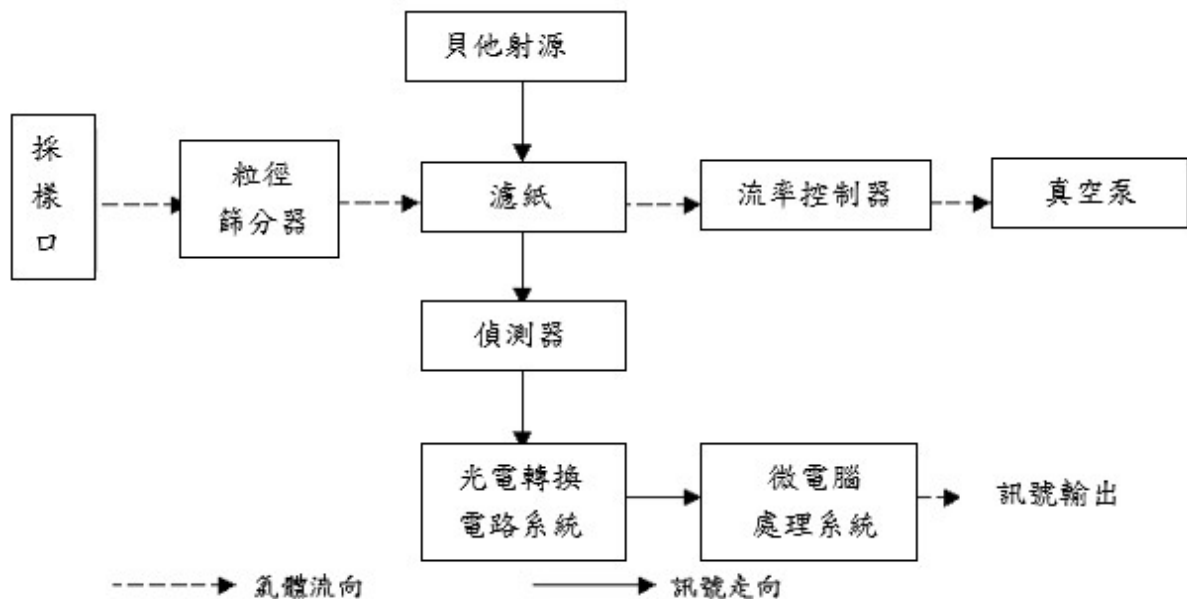 貝他射源
採
樣
口
粒徑
篩分器
濾紙
流率控制器
真空泵
偵測器
光電轉換
電路系統
微電腦
處理系統
訊號輸出
氣體流向
訊號走向